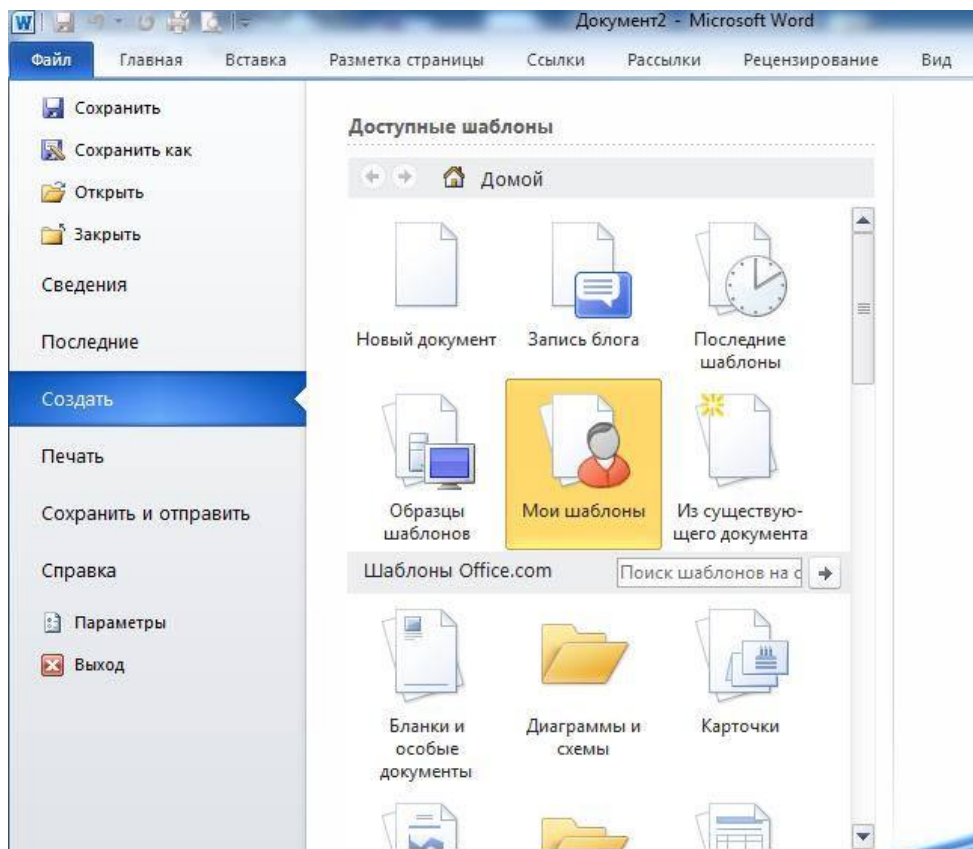 Документ2 - Microsoft Word
Файл Главная Вставка Разметка страницы Ссылки Рассылки Рецензирование Вид
Сохранить
Сохранить как
Открыть
Закрыть
Сведения
Последние
Создать
Печать
Сохранить и отправить
Справка
Параметры
Выход
Доступные шаблоны
Домой
Новый документ
Запись блога
Последние
шаблоны
Образцы
шаблонов
Мои шаблоны
Из существую-
щего документа
Шаблоны Office.com
Поиск шаблонов на
Бланки и
особые
документы
Диаграммы и
схемы
Карточки